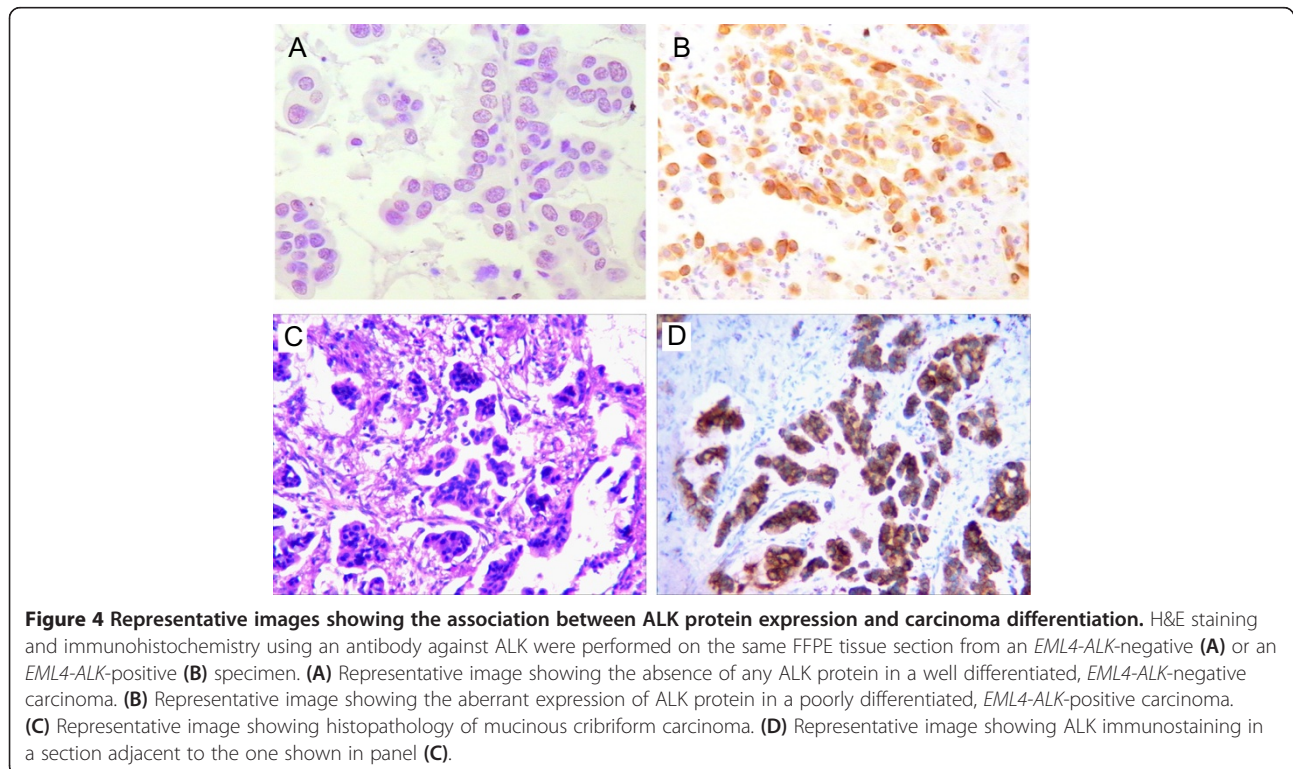 A
B
C
D
Figure 4 Representative images showing the association between ALK protein expression and carcinoma differentiation. H&E staining
and immunohistochemistry using an antibody against ALK were performed on the same FFPE tissue section from an EML4-ALK-negative (A) or an
EML4-ALK-positive (B) specimen. (A) Representative image showing the absence of any ALK protein in a well differentiated, EML4-ALK-negative
carcinoma. (B) Representative image showing the aberrant expression of ALK protein in a poorly differentiated, EML4-ALK-positive carcinoma.
(C) Representative image showing histopathology of mucinous cribriform carcinoma. (D) Representative image showing ALK immunostaining in
a section adjacent to the one shown in panel (C).